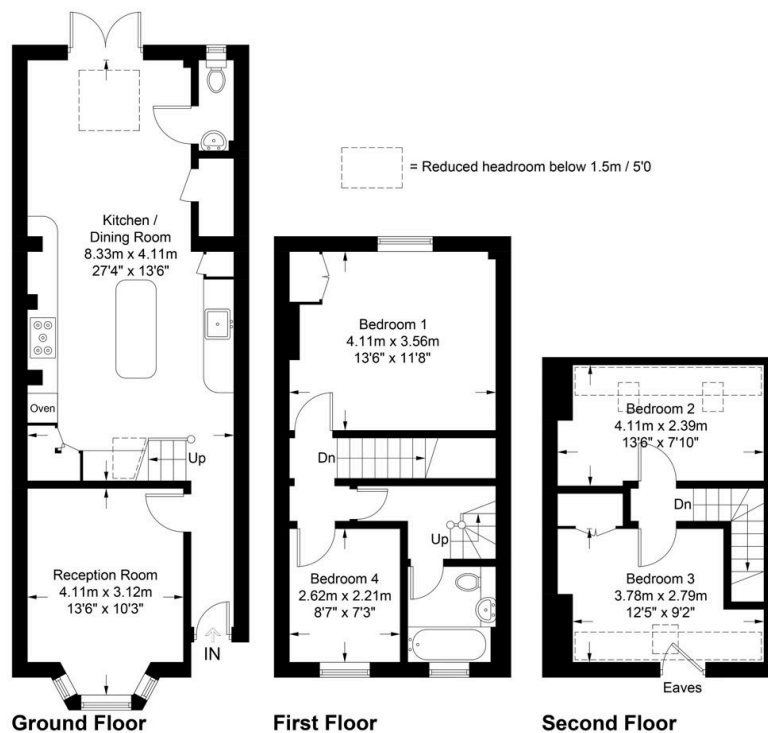 = Reduced headroom below 1.5m / 5'0
Kitchen /
Dining Room
8.33m x 4.11m
27'4" x 13'6"
Oven
Up
Reception Room
4.11m x 3.12m
13'6" x 10'3"
IN
Ground Floor
Bedroom 1
4.11m x 3.56m
13'6" x 11'8"
Dn
Up
Bedroom 4
2.62m x 2.21m
8'7" x 7'3"
First Floor
Bedroom 2
4.11m x 2.39m
13'6" x 7'10"
Dn
Bedroom 3
3.78m x 2.79m
12'5" x 9'2"
Eaves
Second Floor